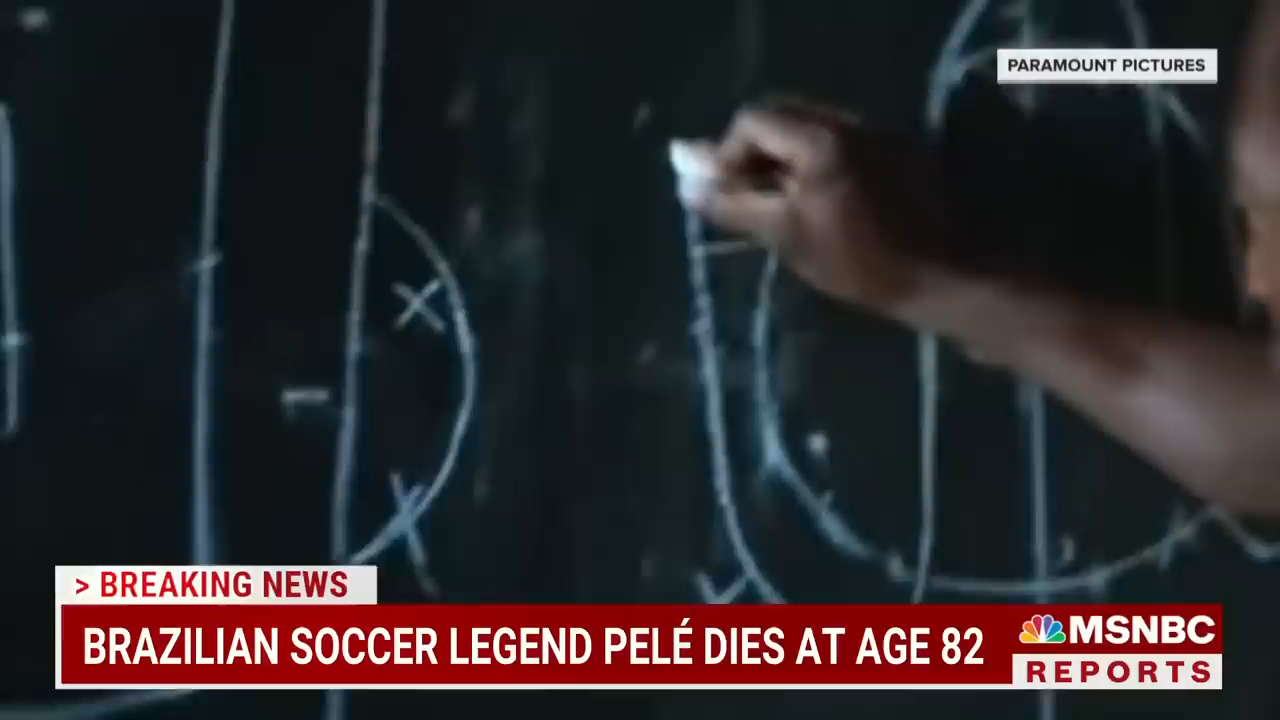 PARAMOUNT PICTURES
> BREAKING NEWS
BRAZILIAN SOCCER LEGEND PELÉ DIES AT AGE 82
MSNBC
REPORTS